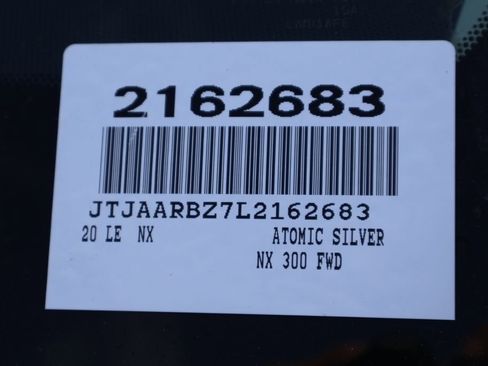 2162683
JTJAARBZ7L2162683
20 LE NX ATOMIC SILVER
NX 300 FWD